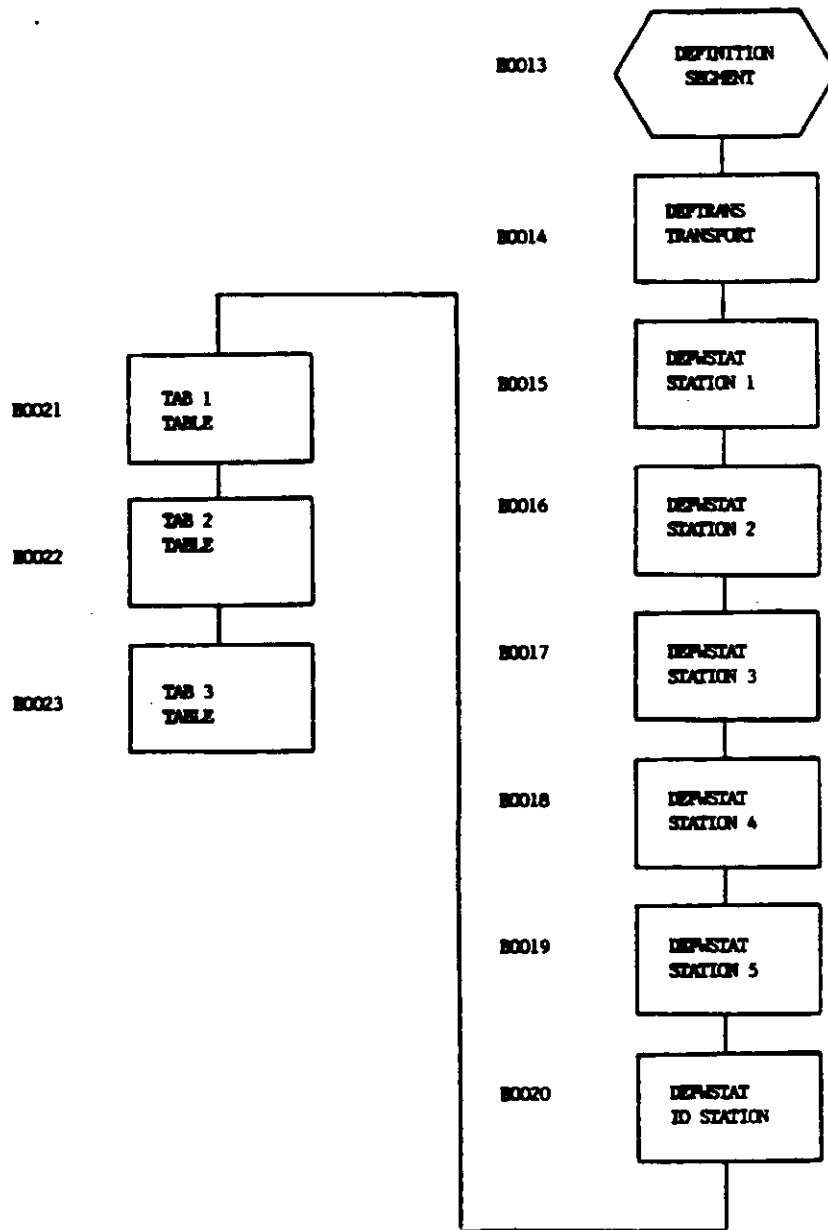 B0013
DEFINITION
SEGMENT
B0014
DEFTRANS
TRANSPORT
B0015
DEFWSTAT
STATION 1
B0016
DEFWSTAT
STATION 2
B0017
DEFWSTAT
STATION 3
B0018
DEFWSTAT
STATION 4
B0019
DEFWSTAT
STATION 5
B0020
DEFWSTAT
IO STATION
B0021
TAB 1
TABLE
B0022
TAB 2
TABLE
B0023
TAB 3
TABLE